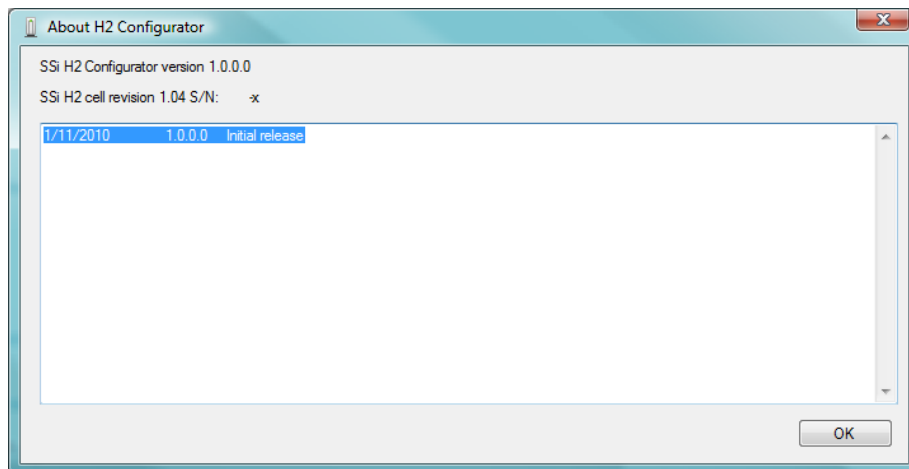 About H2 Configurator
SSi H2 Configurator version 1.0.0.0
SSi H2 cell revision 1.04 S/N: -x
1/11/2010 1.0.0.0 Initial release
OK